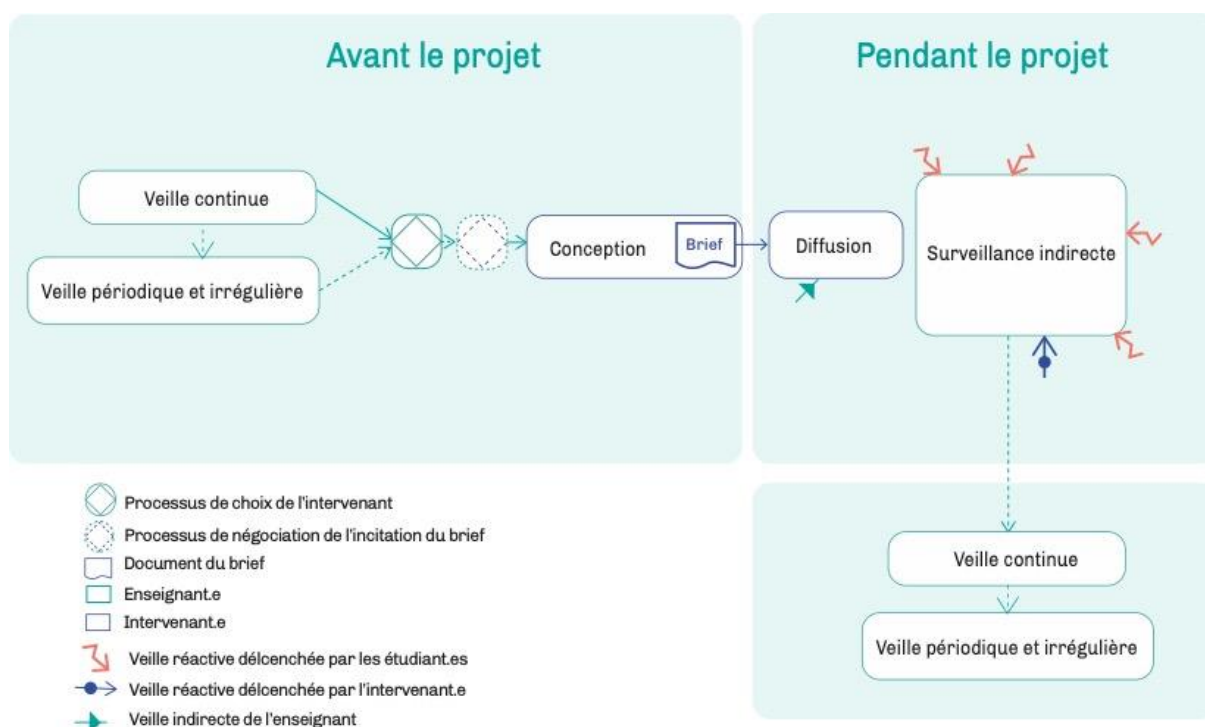 Avant le projet
Pendant le projet
Veille continue
Veille périodique et irrégulière
Conception
Brief
Diffusion
Surveillance indirecte
Processus de choix de l'intervenant
Processus de négociation de l'incitation du brief
Document du brief
Enseignant.e
Intervenant.e
Veille réactive délcenchée par les étudiant.es
Veille réactive délcenchée par l'intervenant.e
Veille indirecte de l'enseignant
Veille continue
Veille périodique et irrégulière